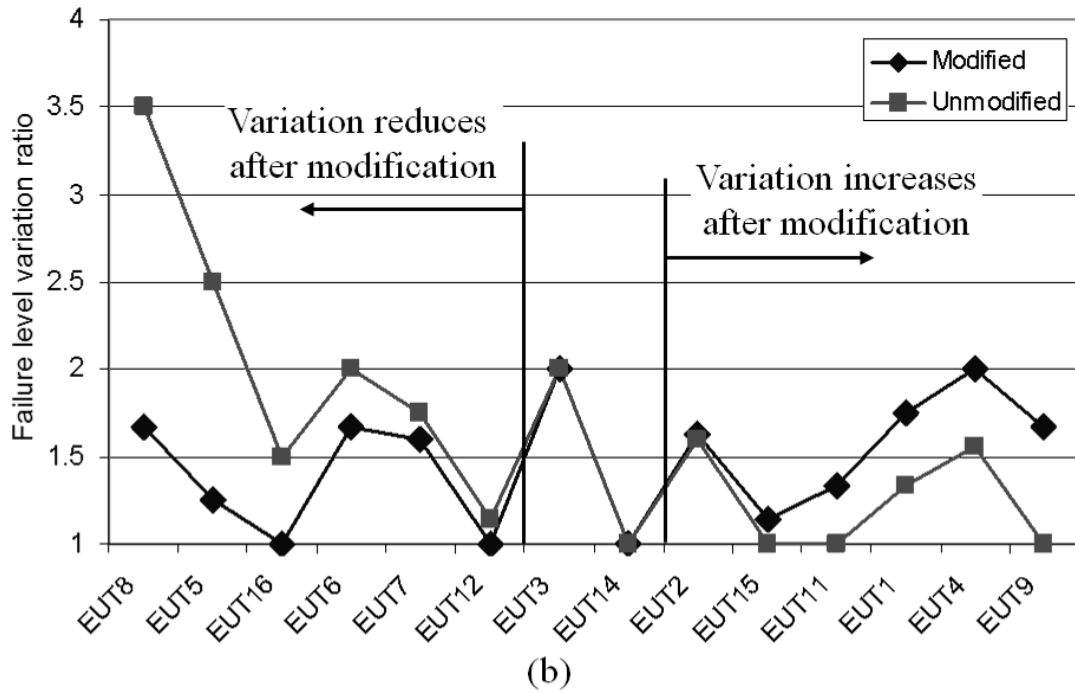 4
3.5
3
2.5
2
1.5
1
Failure level variation ratio
Modified
Unmodified
Variation reduces
after modification
Variation increases
after modification
EUT8
EUT5
EUT16
EUT6
EUT7
EUT12
EUT3
EUT14
EUT2
EUT15
EUT11
EUT1
EUT4
EUT9
(b)